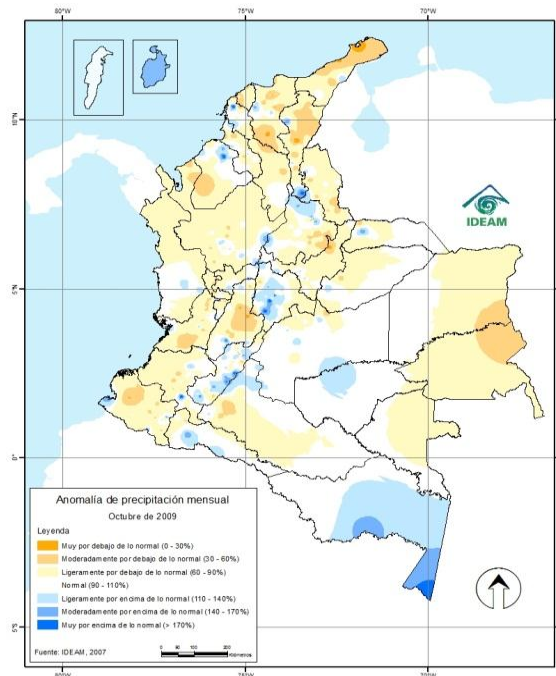 80°W 75°W 70°W
10°N
IDEAM
5°N
0°
Anomalía de precipitación mensual
Octubre de 2009
Leyenda
Muy por debajo de lo normal (0 - 30%)
Moderadamente por debajo de lo normal (30 - 60%)
Ligeramente por debajo de lo normal (60 - 90%)
Normal (90 - 110%)
Ligeramente por encima de lo normal (110 - 140%)
Moderadamente por encima de lo normal (140 - 170%)
Muy por encima de lo normal (> 170%)
Fuente: IDEAM, 2007
5°S
80°W 75°W 70°W